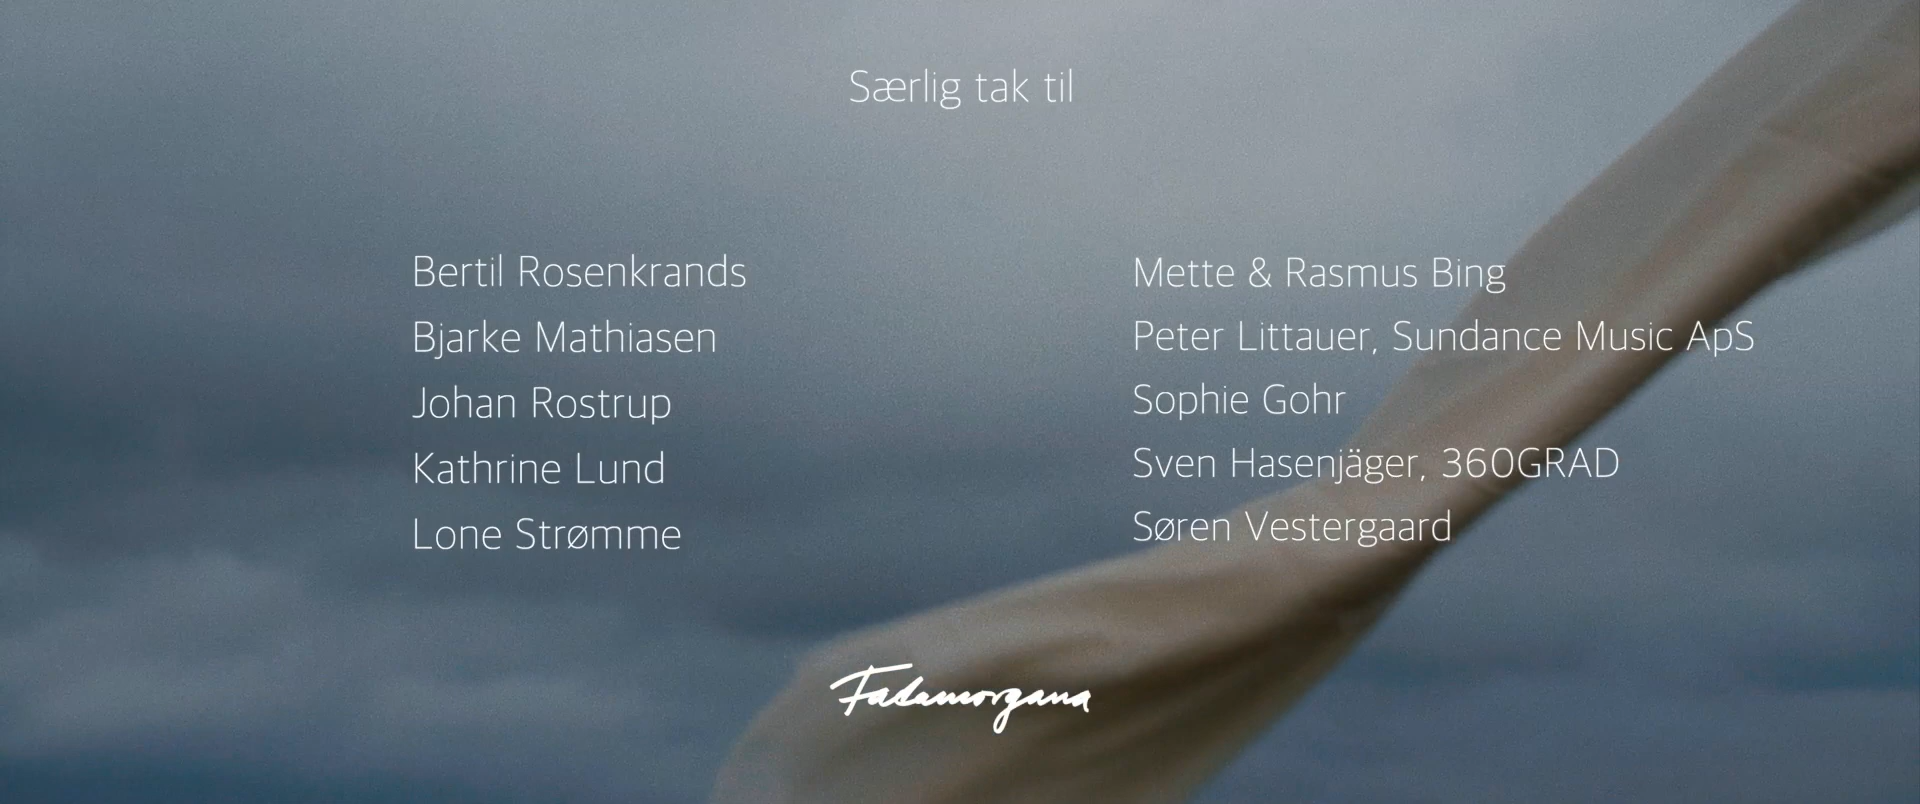 Særlig tak til
Bertil Rosenkrands
Bjarke Mathiasen
Johan Rostrup
Kathrine Lund
Lone Strømme
Mette & Rasmus Bing
Peter Littauer, Sundance Music ApS
Sophie Gohr
Sven Hasenjäger, 360GRAD
Søren Vestergaard
Fatamorgana